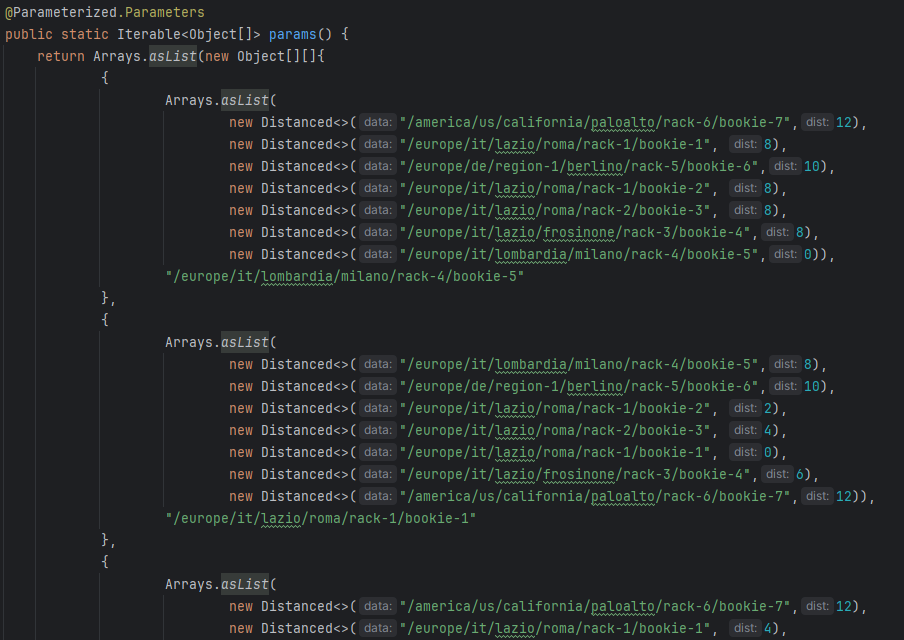 @Parameterized.Parameters
public static Iterable<Object[]> params() {
    return Arrays.asList(new Object[][]{
            {
                    Arrays.asList(
                            new Distanced<>( data: "/america/us/california/paloalto/rack-6/bookie-7", dist: 12),
                            new Distanced<>( data: "/europe/it/lazio/roma/rack-1/bookie-1", dist: 8),
                            new Distanced<>( data: "/europe/de/region-1/berlino/rack-5/bookie-6", dist: 10),
                            new Distanced<>( data: "/europe/it/lazio/roma/rack-1/bookie-2", dist: 8),
                            new Distanced<>( data: "/europe/it/lazio/roma/rack-2/bookie-3", dist: 8),
                            new Distanced<>( data: "/europe/it/lazio/frosinone/rack-3/bookie-4", dist: 8),
                            new Distanced<>( data: "/europe/it/lombardia/milano/rack-4/bookie-5", dist: 0)),
                    "/europe/it/lombardia/milano/rack-4/bookie-5"
            },
            {
                    Arrays.asList(
                            new Distanced<>( data: "/europe/it/lombardia/milano/rack-4/bookie-5", dist: 8),
                            new Distanced<>( data: "/europe/de/region-1/berlino/rack-5/bookie-6", dist: 10),
                            new Distanced<>( data: "/europe/it/lazio/roma/rack-1/bookie-2", dist: 2),
                            new Distanced<>( data: "/europe/it/lazio/roma/rack-2/bookie-3", dist: 4),
                            new Distanced<>( data: "/europe/it/lazio/roma/rack-1/bookie-1", dist: 0),
                            new Distanced<>( data: "/europe/it/lazio/frosinone/rack-3/bookie-4", dist: 6),
                            new Distanced<>( data: "/america/us/california/paloalto/rack-6/bookie-7", dist: 12)),
                    "/europe/it/lazio/roma/rack-1/bookie-1"
            },
            {
                    Arrays.asList(
                            new Distanced<>( data: "/america/us/california/paloalto/rack-6/bookie-7", dist: 12),
                            new Distanced<>( data: "/europe/it/lazio/roma/rack-1/bookie-1", dist: 4),